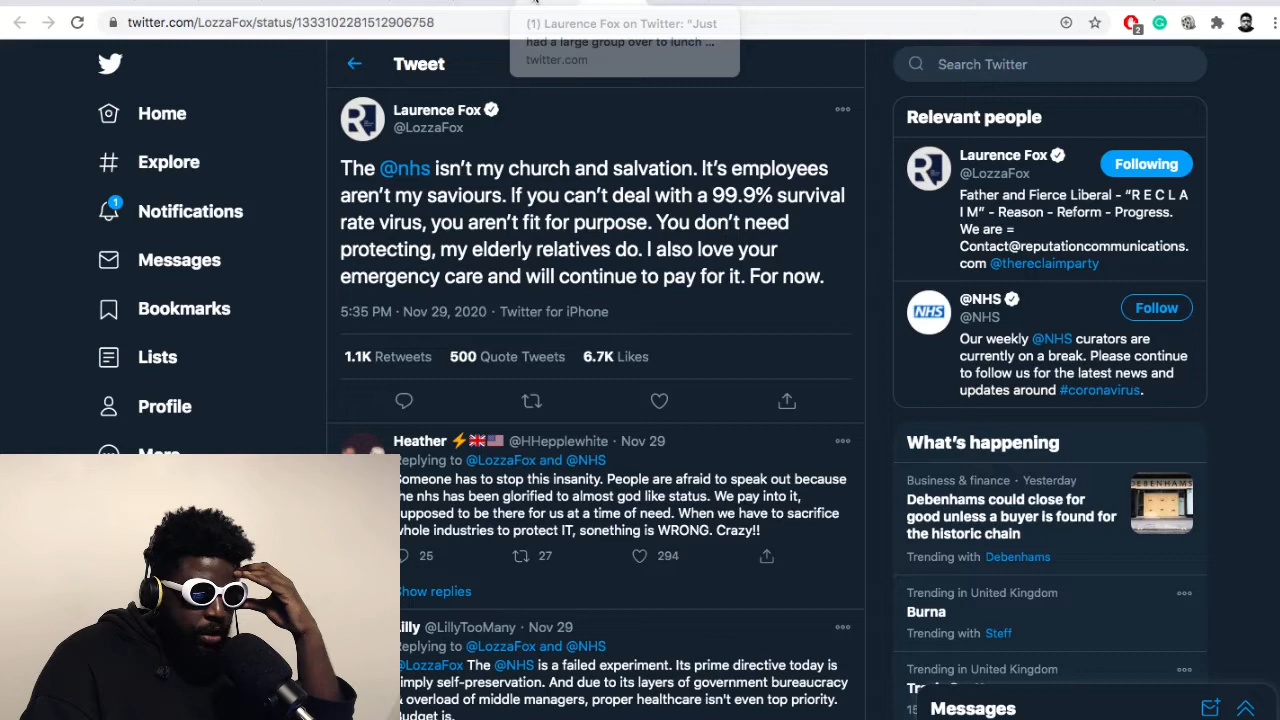 twitter.com/LozzaFox/status/1333102281512906758
(1) Laurence Fox on Twitter: "Just
had a large group over to lunch ...
twitter.com
2
Home
Explore
1
Notifications
Messages
Bookmarks
Lists
Profile
More
Tweet
Laurence Fox
@LozzaFox
The @nhs isn't my church and salvation. It's employees
aren't my saviours. If you can't deal with a 99.9% survival
rate virus, you aren't fit for purpose. You don't need
protecting, my elderly relatives do. I also love your
emergency care and will continue to pay for it. For now.
5:35 PM · Nov 29, 2020 · Twitter for iPhone
1.1K Retweets 500 Quote Tweets 6.7K Likes
Heather ⚡🇬🇧🇺🇸 @HHepplewhite · Nov 29
Replying to @LozzaFox and @NHS
Someone has to stop this insanity. People are afraid to speak out because
he nhs has been glorified to almost god like status. We pay into it,
upposed to be there for us at a time of need. When we have to sacrifice
whole industries to protect IT, sonething is WRONG. Crazy!!
25 27 294
Show replies
Lilly @LillyTooMany · Nov 29
Replying to @LozzaFox and @NHS
@LozzaFox The @NHS is a failed experiment. Its prime directive today is
imply self-preservation. And due to its layers of government bureaucracy
& overload of middle managers, proper healthcare isn't even top priority.
Budget is.
Search Twitter
Relevant people
Laurence Fox
@LozzaFox
Following
Father and Fierce Liberal - "R E C L A
I M" - Reason - Reform - Progress.
We are =
Contact@reputationcommunications.
com @thereclaimparty
NHS
@NHS
@NHS
Follow
Our weekly @NHS curators are
currently on a break. Please continue
to follow us for the latest news and
updates around #coronavirus.
What's happening
Business & finance · Yesterday
Debenhams could close for
good unless a buyer is found for
the historic chain
DEBENHAMS
Trending with Debenhams
Trending in United Kingdom
Burna
Trending with Steff
Trending in United Kingdom
Messages